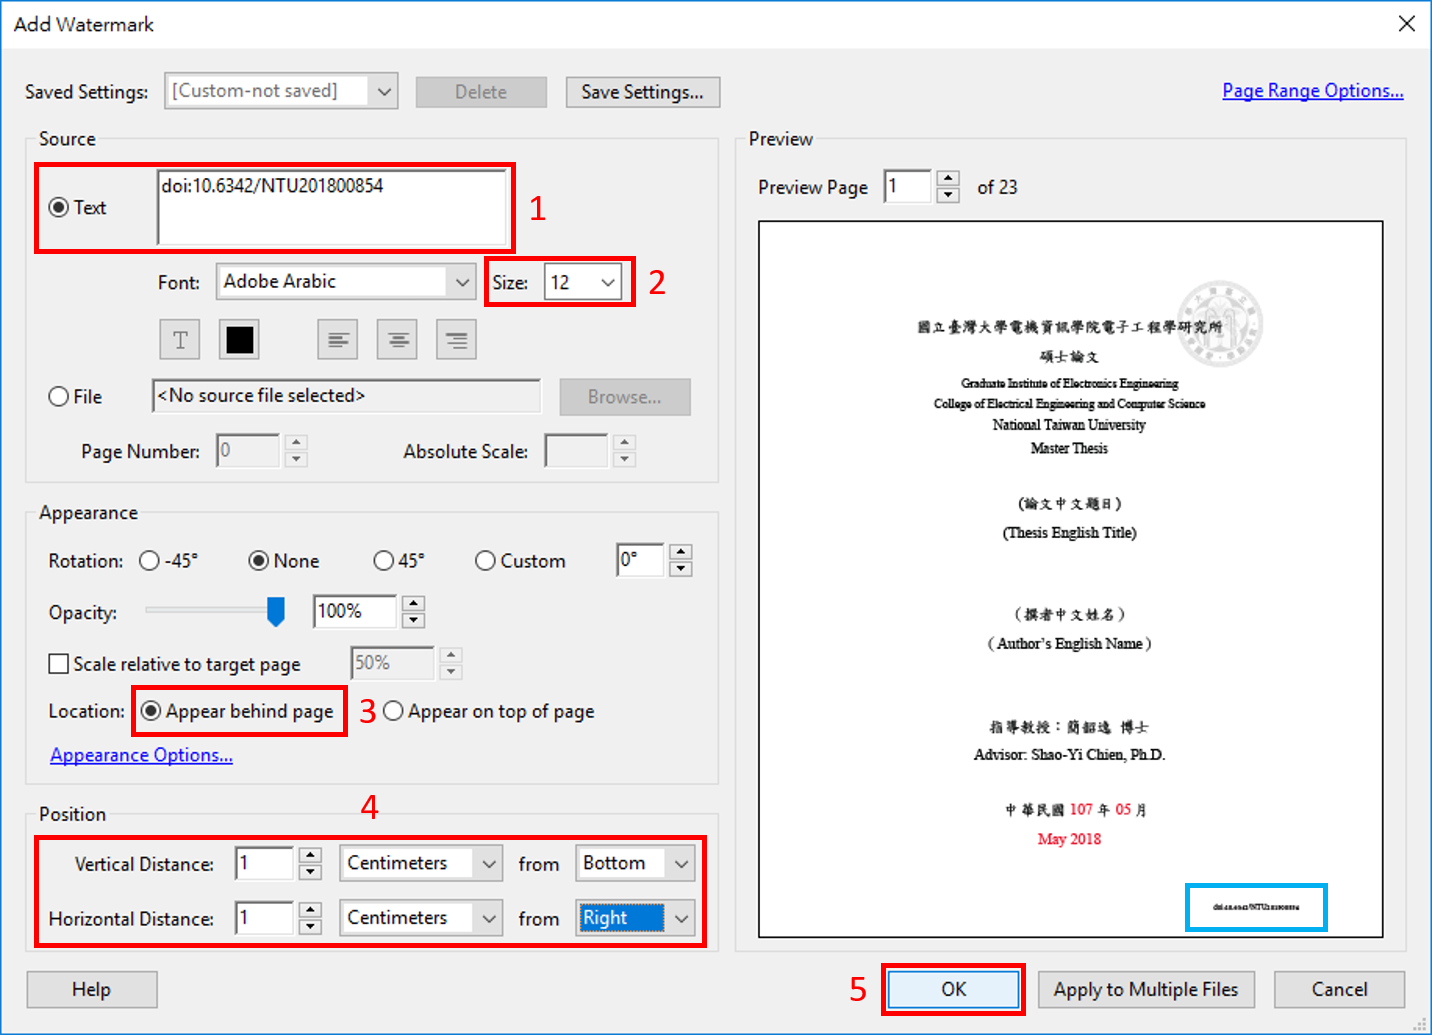 Add Watermark
Saved Settings: [Custom-not saved] Delete Save Settings... Page Range Options...
Source
Text doi:10.6342/NTU201800854 1
Font: Adobe Arabic Size: 12 2
T
File <No source file selected> Browse...
Page Number: 0 Absolute Scale:
Appearance
Rotation: -45° None 45° Custom 0°
Opacity: 100%
Scale relative to target page 50%
Location: Appear behind page 3 Appear on top of page
Appearance Options...
4
Position
Vertical Distance: 1 Centimeters from Bottom
Horizontal Distance: 1 Centimeters from Right
Preview
Preview Page 1 of 23
國立臺灣大學電機資訊學院電子工程學研究所
碩士論文
Graduate Institute of Electronics Engineering
College of Electrical Engineering and Computer Science
National Taiwan University
Master Thesis
(論文中文題目)
(Thesis English Title)
(撰者中文姓名)
(Author's English Name)
指導教授：簡韶逸 博士
Advisor: Shao-Yi Chien, Ph.D.
中華民國 107 年 05 月
May 2018
doi:10.6342/NTU201800854
Help 5 OK Apply to Multiple Files Cancel